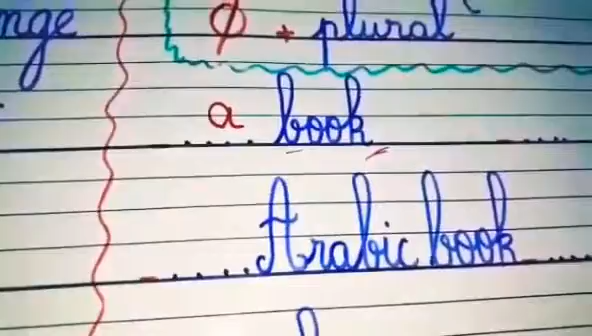 nge
ø + plural
a .... book ....
..... Arabic book ....